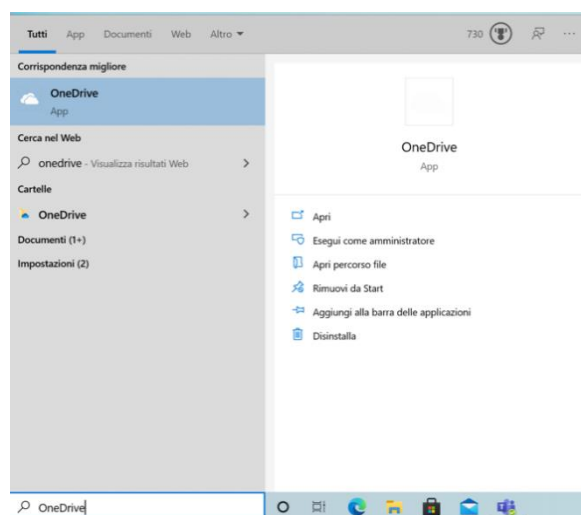 Tutti App Documenti Web Altro ▼ 730 ...
Corrispondenza migliore
OneDrive
App
Cerca nel Web
onedrive - Visualizza risultati Web
Cartelle
OneDrive
Documenti (1+)
Impostazioni (2)
OneDrive
App
Apri
Esegui come amministratore
Apri percorso file
Rimuovi da Start
Aggiungi alla barra delle applicazioni
Disinstalla
OneDrive